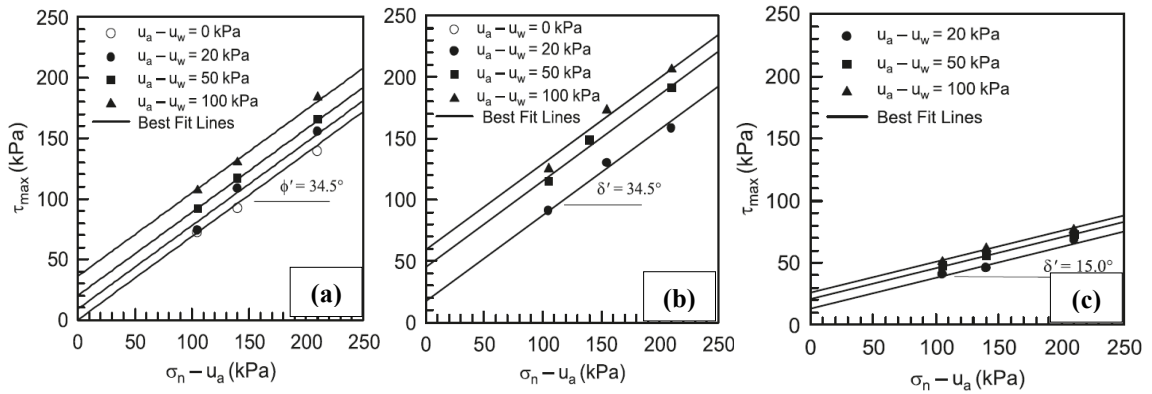 250
200
150
100
50
0
τmax (kPa)
ua – uw = 0 kPa
ua – uw = 20 kPa
ua – uw = 50 kPa
ua – uw = 100 kPa
Best Fit Lines
ϕ′ = 34.5°
(a)
0 50 100 150 200 250
σn – ua (kPa)
250
200
150
100
50
0
ua – uw = 0 kPa
ua – uw = 20 kPa
ua – uw = 50 kPa
ua – uw = 100 kPa
Best Fit Lines
δ′ = 34.5°
(b)
0 50 100 150 200 250
σn – ua (kPa)
250
200
150
100
50
0
τmax (kPa)
ua – uw = 20 kPa
ua – uw = 50 kPa
ua – uw = 100 kPa
Best Fit Lines
δ′ = 15.0°
(c)
0 50 100 150 200 250
σn – ua (kPa)